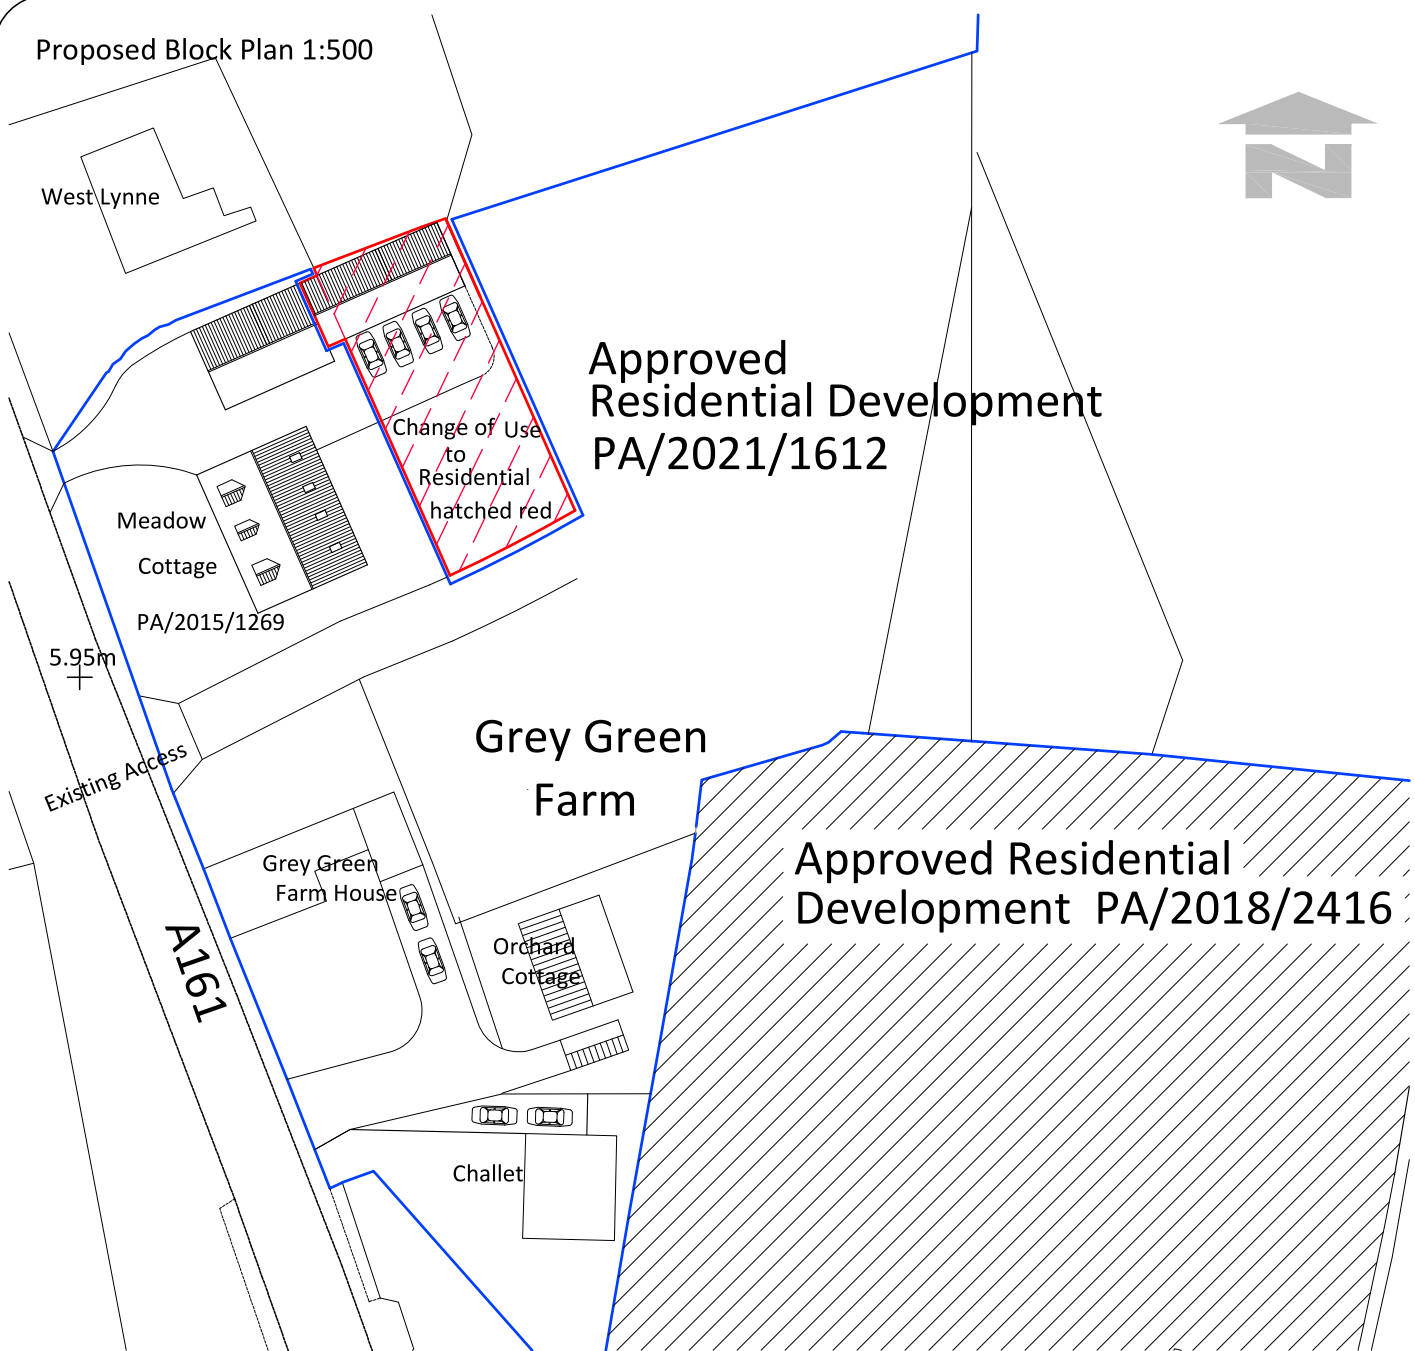 Proposed Block Plan 1:500
West Lynne
N
Approved
Residential Development
PA/2021/1612
Change of Use
to
Residential
hatched red
Meadow
Cottage
PA/2015/1269
5.95m
Existing Access
Grey Green
Farm
Grey Green
Farm House
Approved Residential
Development PA/2018/2416
A161
Orchard
Cottage
Challet